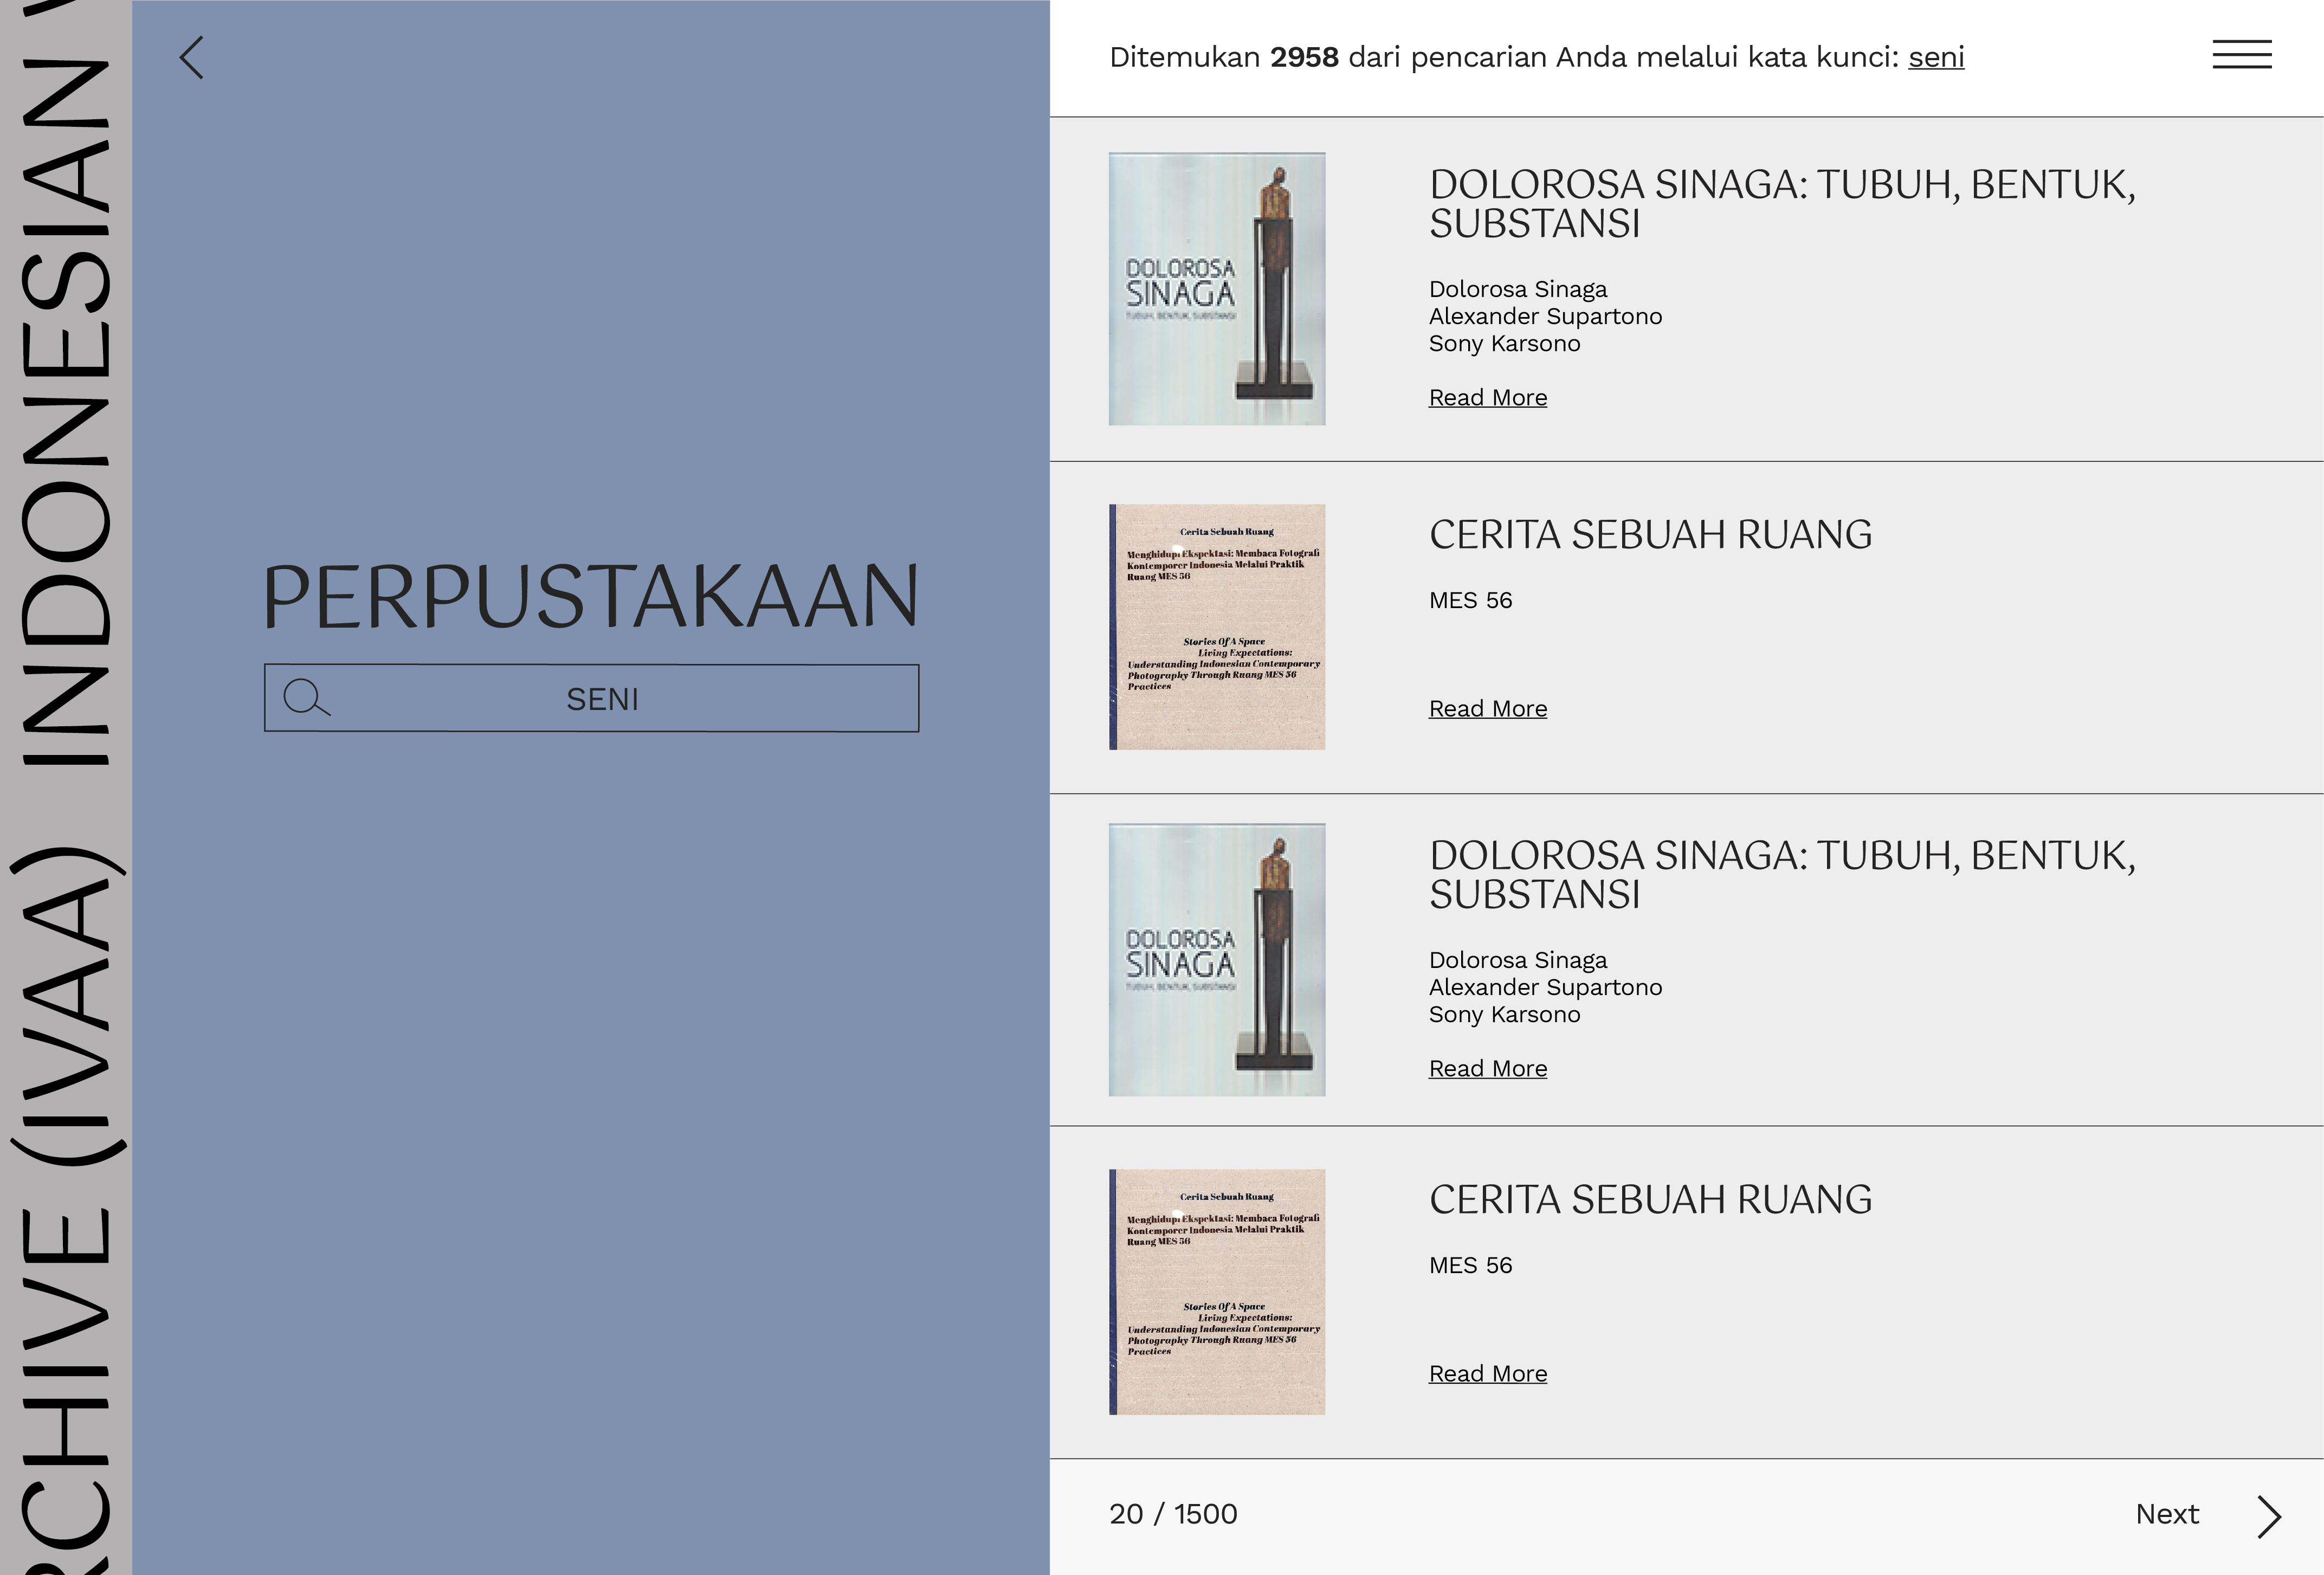 INDONESIAN
ARCHIVE (IVAA)
PERPUSTAKAAN
SENI
Ditemukan 2958 dari pencarian Anda melalui kata kunci: seni
DOLOROSA SINAGA: TUBUH, BENTUK,
SUBSTANSI
Dolorosa Sinaga
Alexander Supartono
Sony Karsono
Read More
DOLOROSA
SINAGA
TUBUH, BENTUK, SUBSTANSI
CERITA SEBUAH RUANG
MES 56
Read More
Cerita Sebuah Ruang
Menghidupi Ekspektasi: Membaca Fotografi
Kontemporer Indonesia Melalui Praktik
Ruang MES 56
Stories Of A Space
Living Expectations:
Understanding Indonesian Contemporary
Photography Through Ruang MES 56
Practices
DOLOROSA SINAGA: TUBUH, BENTUK,
SUBSTANSI
Dolorosa Sinaga
Alexander Supartono
Sony Karsono
Read More
DOLOROSA
SINAGA
TUBUH, BENTUK, SUBSTANSI
CERITA SEBUAH RUANG
MES 56
Read More
Cerita Sebuah Ruang
Menghidupi Ekspektasi: Membaca Fotografi
Kontemporer Indonesia Melalui Praktik
Ruang MES 56
Stories Of A Space
Living Expectations:
Understanding Indonesian Contemporary
Photography Through Ruang MES 56
Practices
20 / 1500
Next